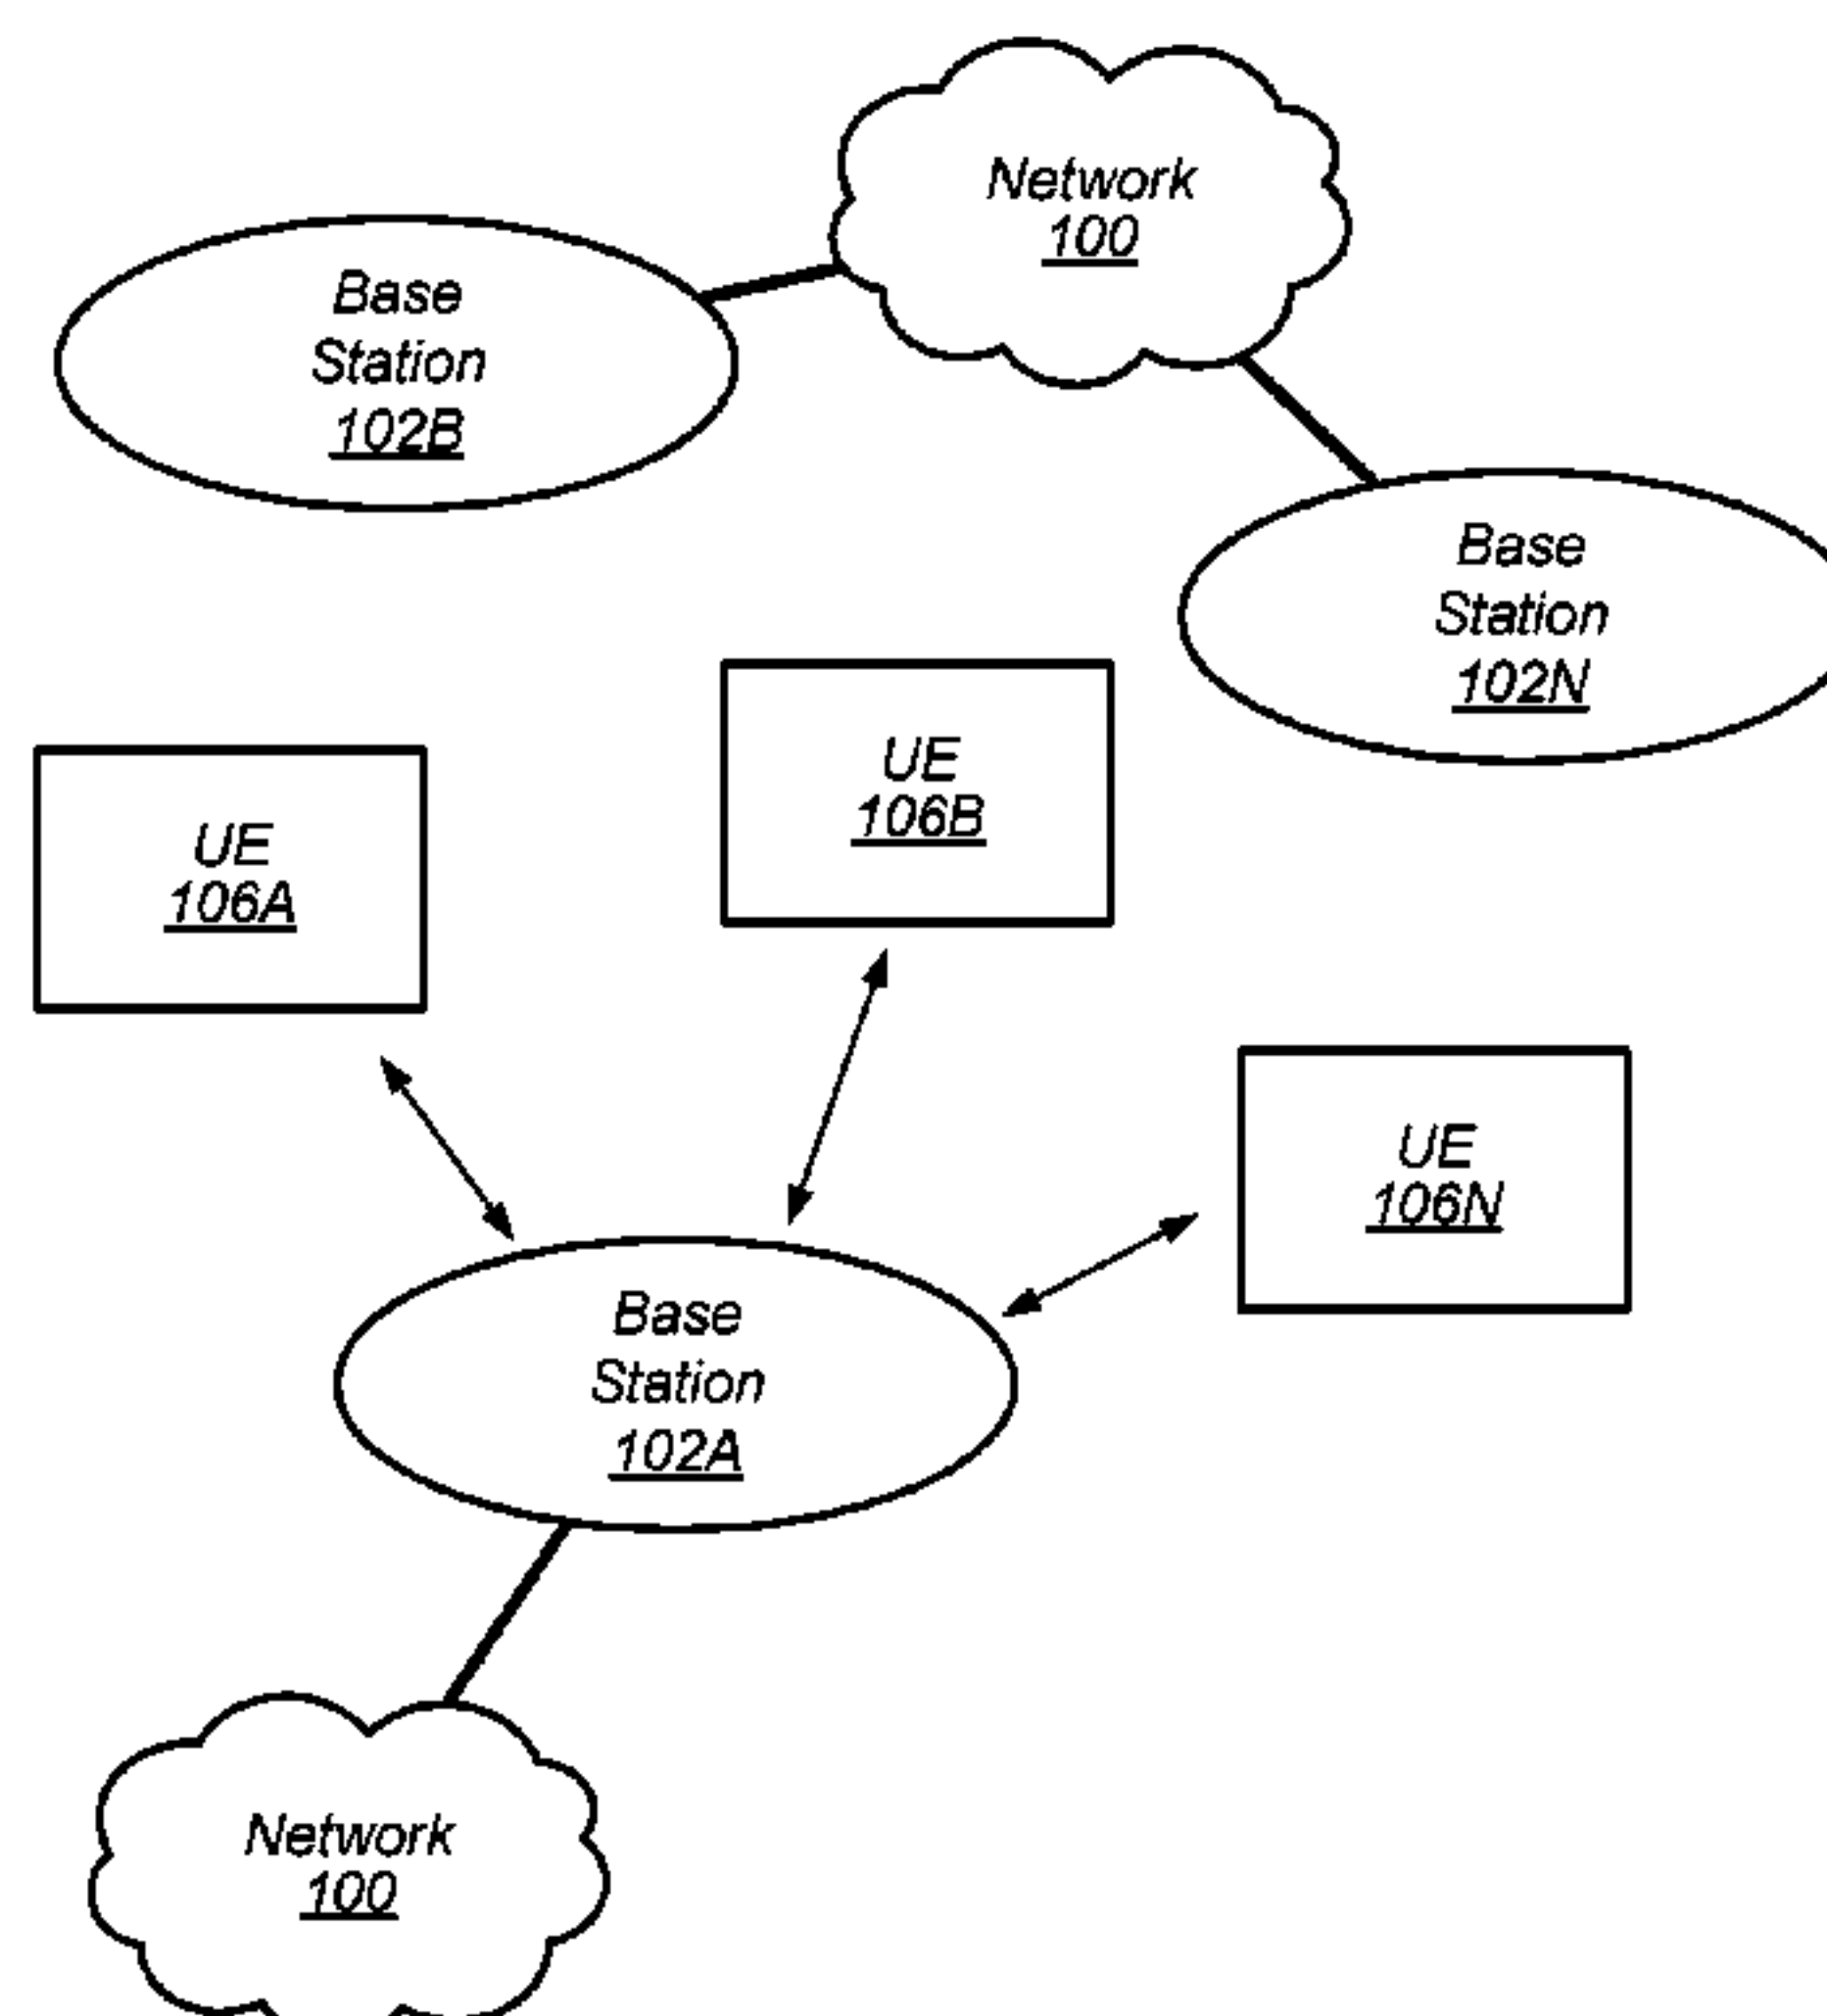 Network
100
Base
Station
102B
Base
Station
102N
UE
106B
UE
106A
UE
106N
Base
Station
102A
Network
100